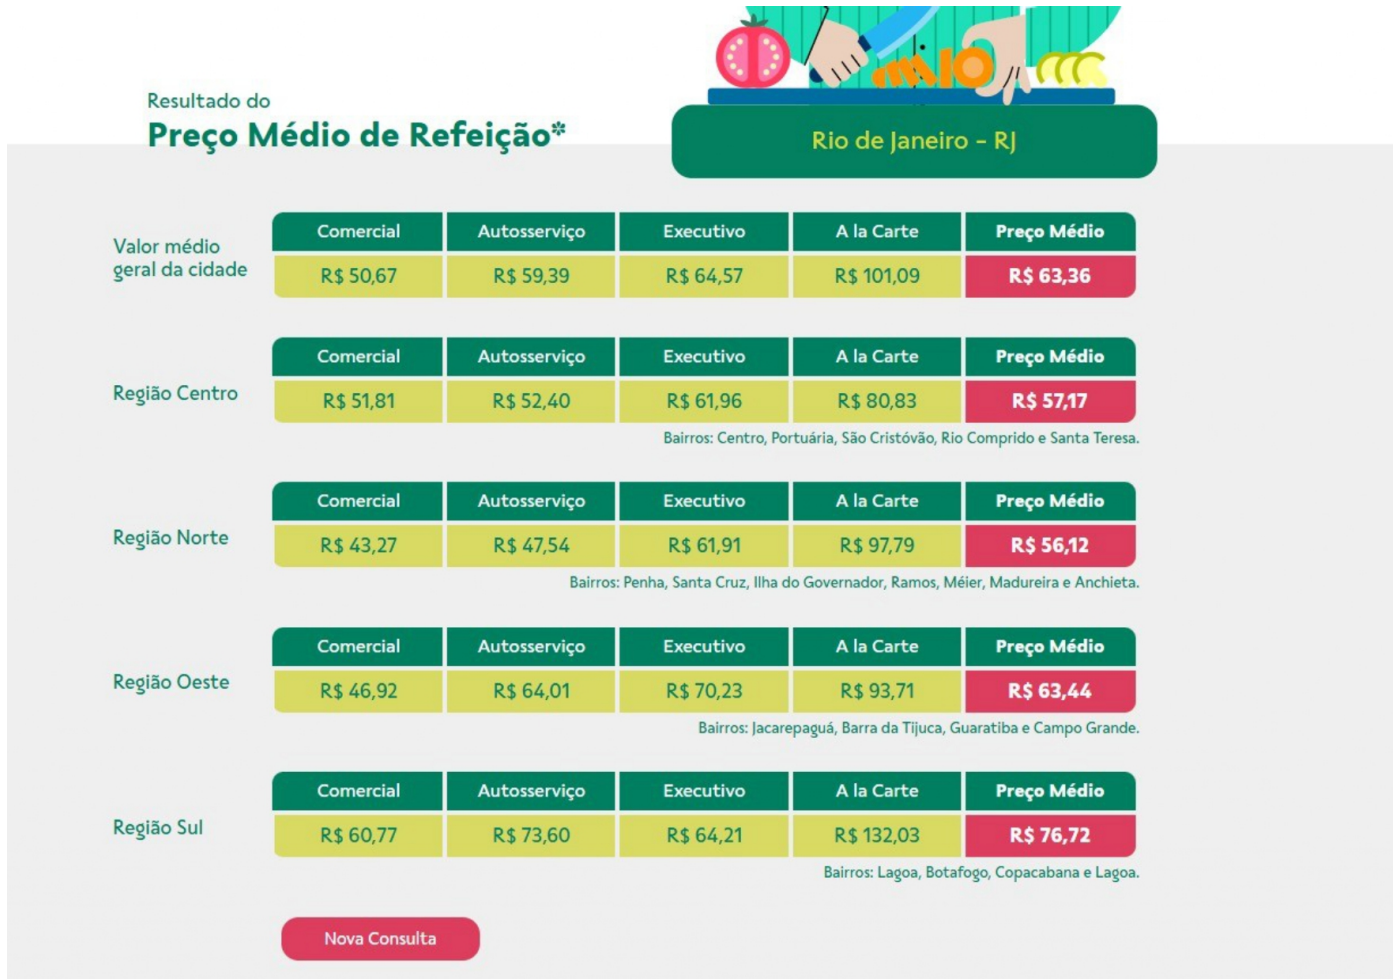 Resultado do
Preço Médio de Refeição*
Rio de Janeiro - RJ
Valor médio
geral da cidade
Comercial Autosserviço Executivo A la Carte Preço Médio
R$ 50,67 R$ 59,39 R$ 64,57 R$ 101,09 R$ 63,36
Região Centro
Comercial Autosserviço Executivo A la Carte Preço Médio
R$ 51,81 R$ 52,40 R$ 61,96 R$ 80,83 R$ 57,17
Bairros: Centro, Portuária, São Cristóvão, Rio Comprido e Santa Teresa.
Região Norte
Comercial Autosserviço Executivo A la Carte Preço Médio
R$ 43,27 R$ 47,54 R$ 61,91 R$ 97,79 R$ 56,12
Bairros: Penha, Santa Cruz, Ilha do Governador, Ramos, Méier, Madureira e Anchieta.
Região Oeste
Comercial Autosserviço Executivo A la Carte Preço Médio
R$ 46,92 R$ 64,01 R$ 70,23 R$ 93,71 R$ 63,44
Bairros: Jacarepaguá, Barra da Tijuca, Guaratiba e Campo Grande.
Região Sul
Comercial Autosserviço Executivo A la Carte Preço Médio
R$ 60,77 R$ 73,60 R$ 64,21 R$ 132,03 R$ 76,72
Bairros: Lagoa, Botafogo, Copacabana e Lagoa.
Nova Consulta